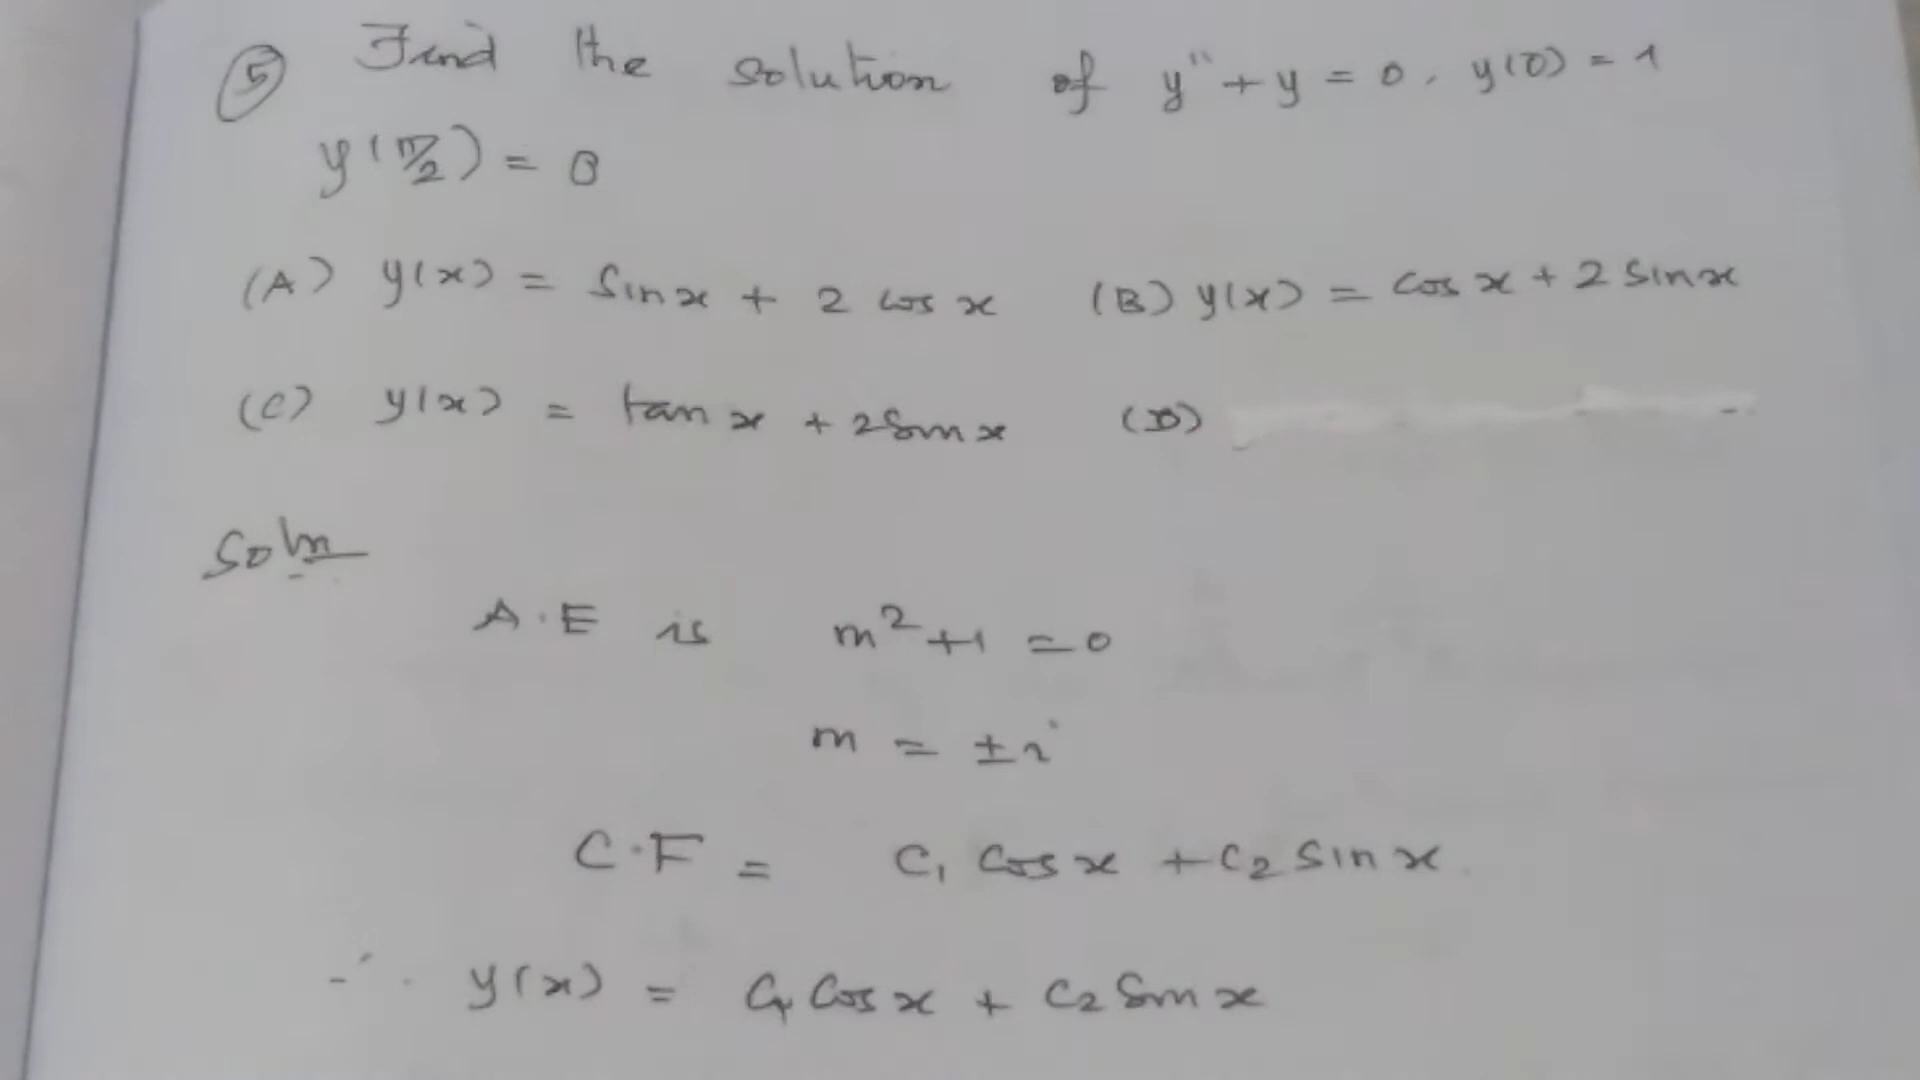 5 Find the solution of y'' + y = 0, y(0) = 1
y(π/2) = 0
(A) y(x) = Sin x + 2 cos x (B) y(x) = cos x + 2 sin x
(C) y(x) = tan x + 2 Sin x (D)
Soln
A.E is m² + 1 = 0
m = ± i
C.F = C₁ Cos x + C₂ Sin x
∴ y(x) = C₁ Cos x + C₂ Sin x